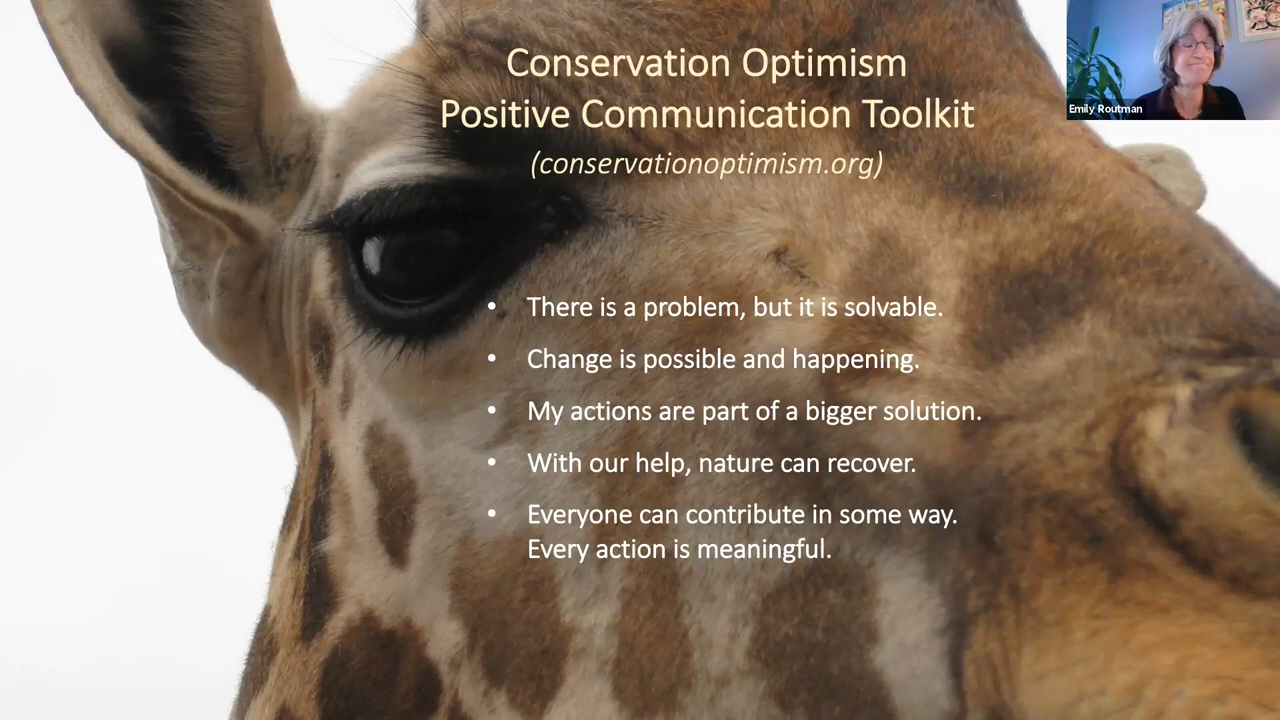 Conservation Optimism
Positive Communication Toolkit
(conservationoptimism.org)
Emily Routman
• There is a problem, but it is solvable.
• Change is possible and happening.
• My actions are part of a bigger solution.
• With our help, nature can recover.
• Everyone can contribute in some way.
Every action is meaningful.